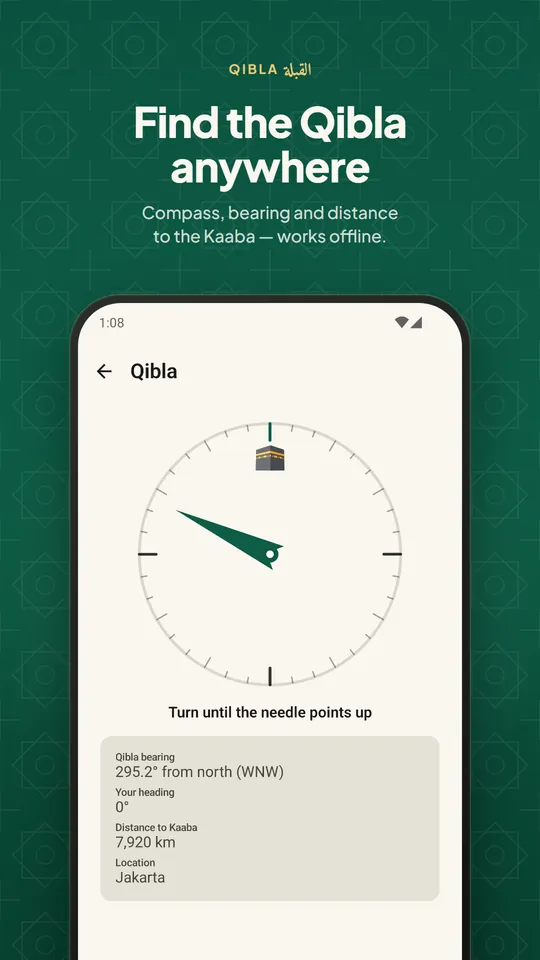 QIBLA القبلة
Find the Qibla
anywhere
Compass, bearing and distance
to the Kaaba — works offline.
1:08
Qibla
Turn until the needle points up
Qibla bearing
295.2° from north (WNW)
Your heading
0°
Distance to Kaaba
7,920 km
Location
Jakarta